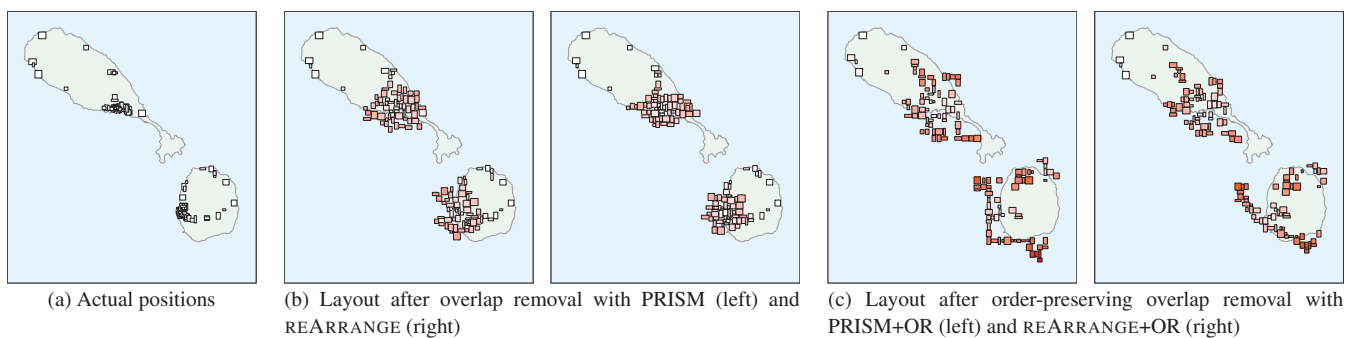 (a) Actual positions
(b) Layout after overlap removal with PRISM (left) and
REARRANGE (right)
(c) Layout after order-preserving overlap removal with
PRISM+OR (left) and REARRANGE+OR (right)